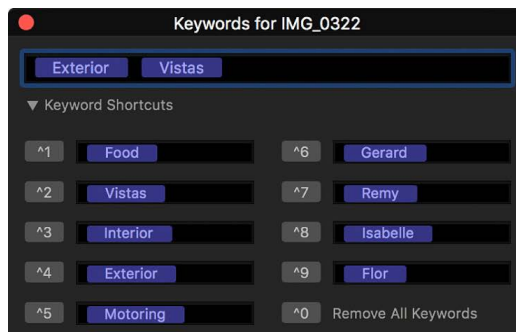 Keywords for IMG_0322
Exterior Vistas
▼ Keyword Shortcuts
^1 Food
^2 Vistas
^3 Interior
^4 Exterior
^5 Motoring
^6 Gerard
^7 Remy
^8 Isabelle
^9 Flor
^0 Remove All Keywords